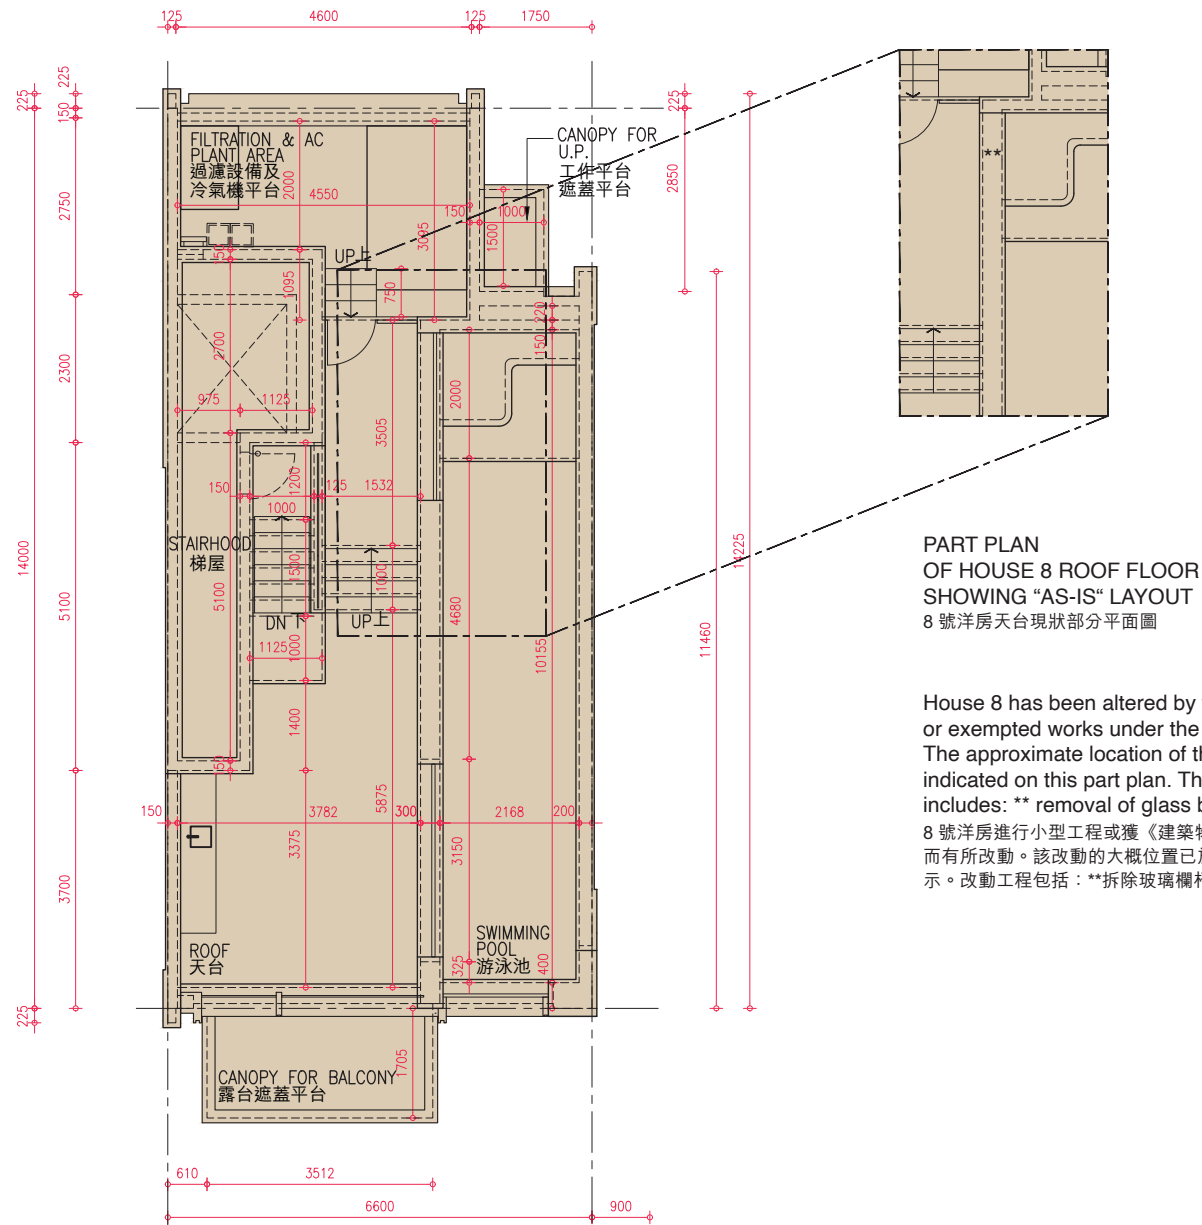 125
4600
125
1750
225
225
150
2750
2300
5100
3700
14000
225
FILTRATION & AC
PLANT AREA
過濾設備及
冷氣機平台
2000
4550
3095
150
1000
1500
CANOPY FOR
U.P.
工作平台
遮蓋平台
225
2850
UP上
150
1095
750
220
150
2700
975
1125
2000
3505
1200
150
125
1532
1000
STAIRHOOD
梯屋
1500
1000
5100
DN下
UP上
1125
1000
4680
10155
11460
14225
1400
150
150
3782
300
5875
2168
200
3375
3150
ROOF
天台
SWIMMING
POOL
游泳池
325
400
CANOPY FOR BALCONY
露台遮蓋平台
1705
610
3512
6600
900
**
PART PLAN
OF HOUSE 8 ROOF FLOOR
SHOWING “AS-IS“ LAYOUT
8 號洋房天台現狀部分平面圖
House 8 has been altered by
or exempted works under the
The approximate location of th
indicated on this part plan. Th
includes: ** removal of glass b
8 號洋房進行小型工程或獲《建築物
而有所改動。該改動的大概位置已於
示。改動工程包括：**拆除玻璃欄杆